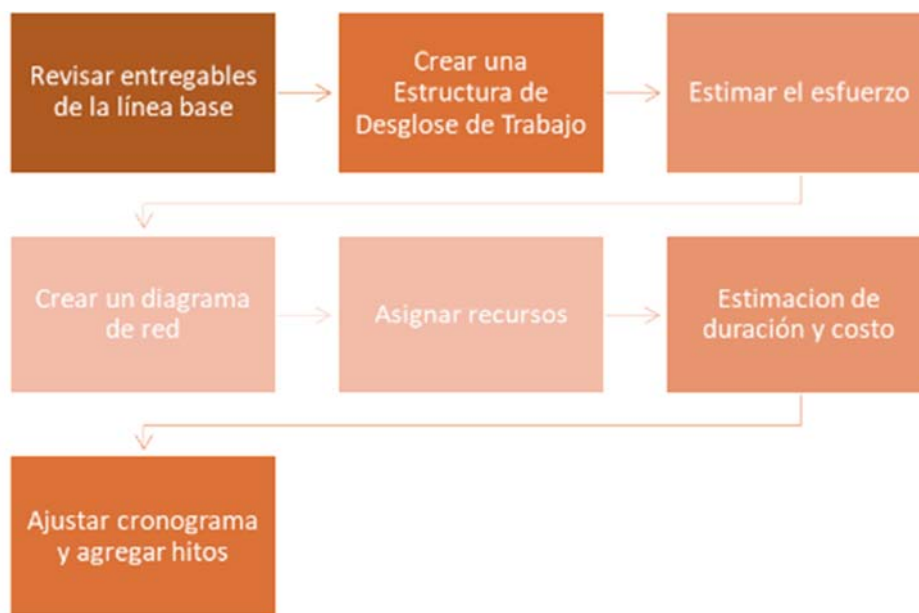 Revisar entregables
de la línea base
Crear una
Estructura de
Desglose de Trabajo
Estimar el esfuerzo
Crear un diagrama
de red
Asignar recursos
Estimacion de
duración y costo
Ajustar cronograma
y agregar hitos